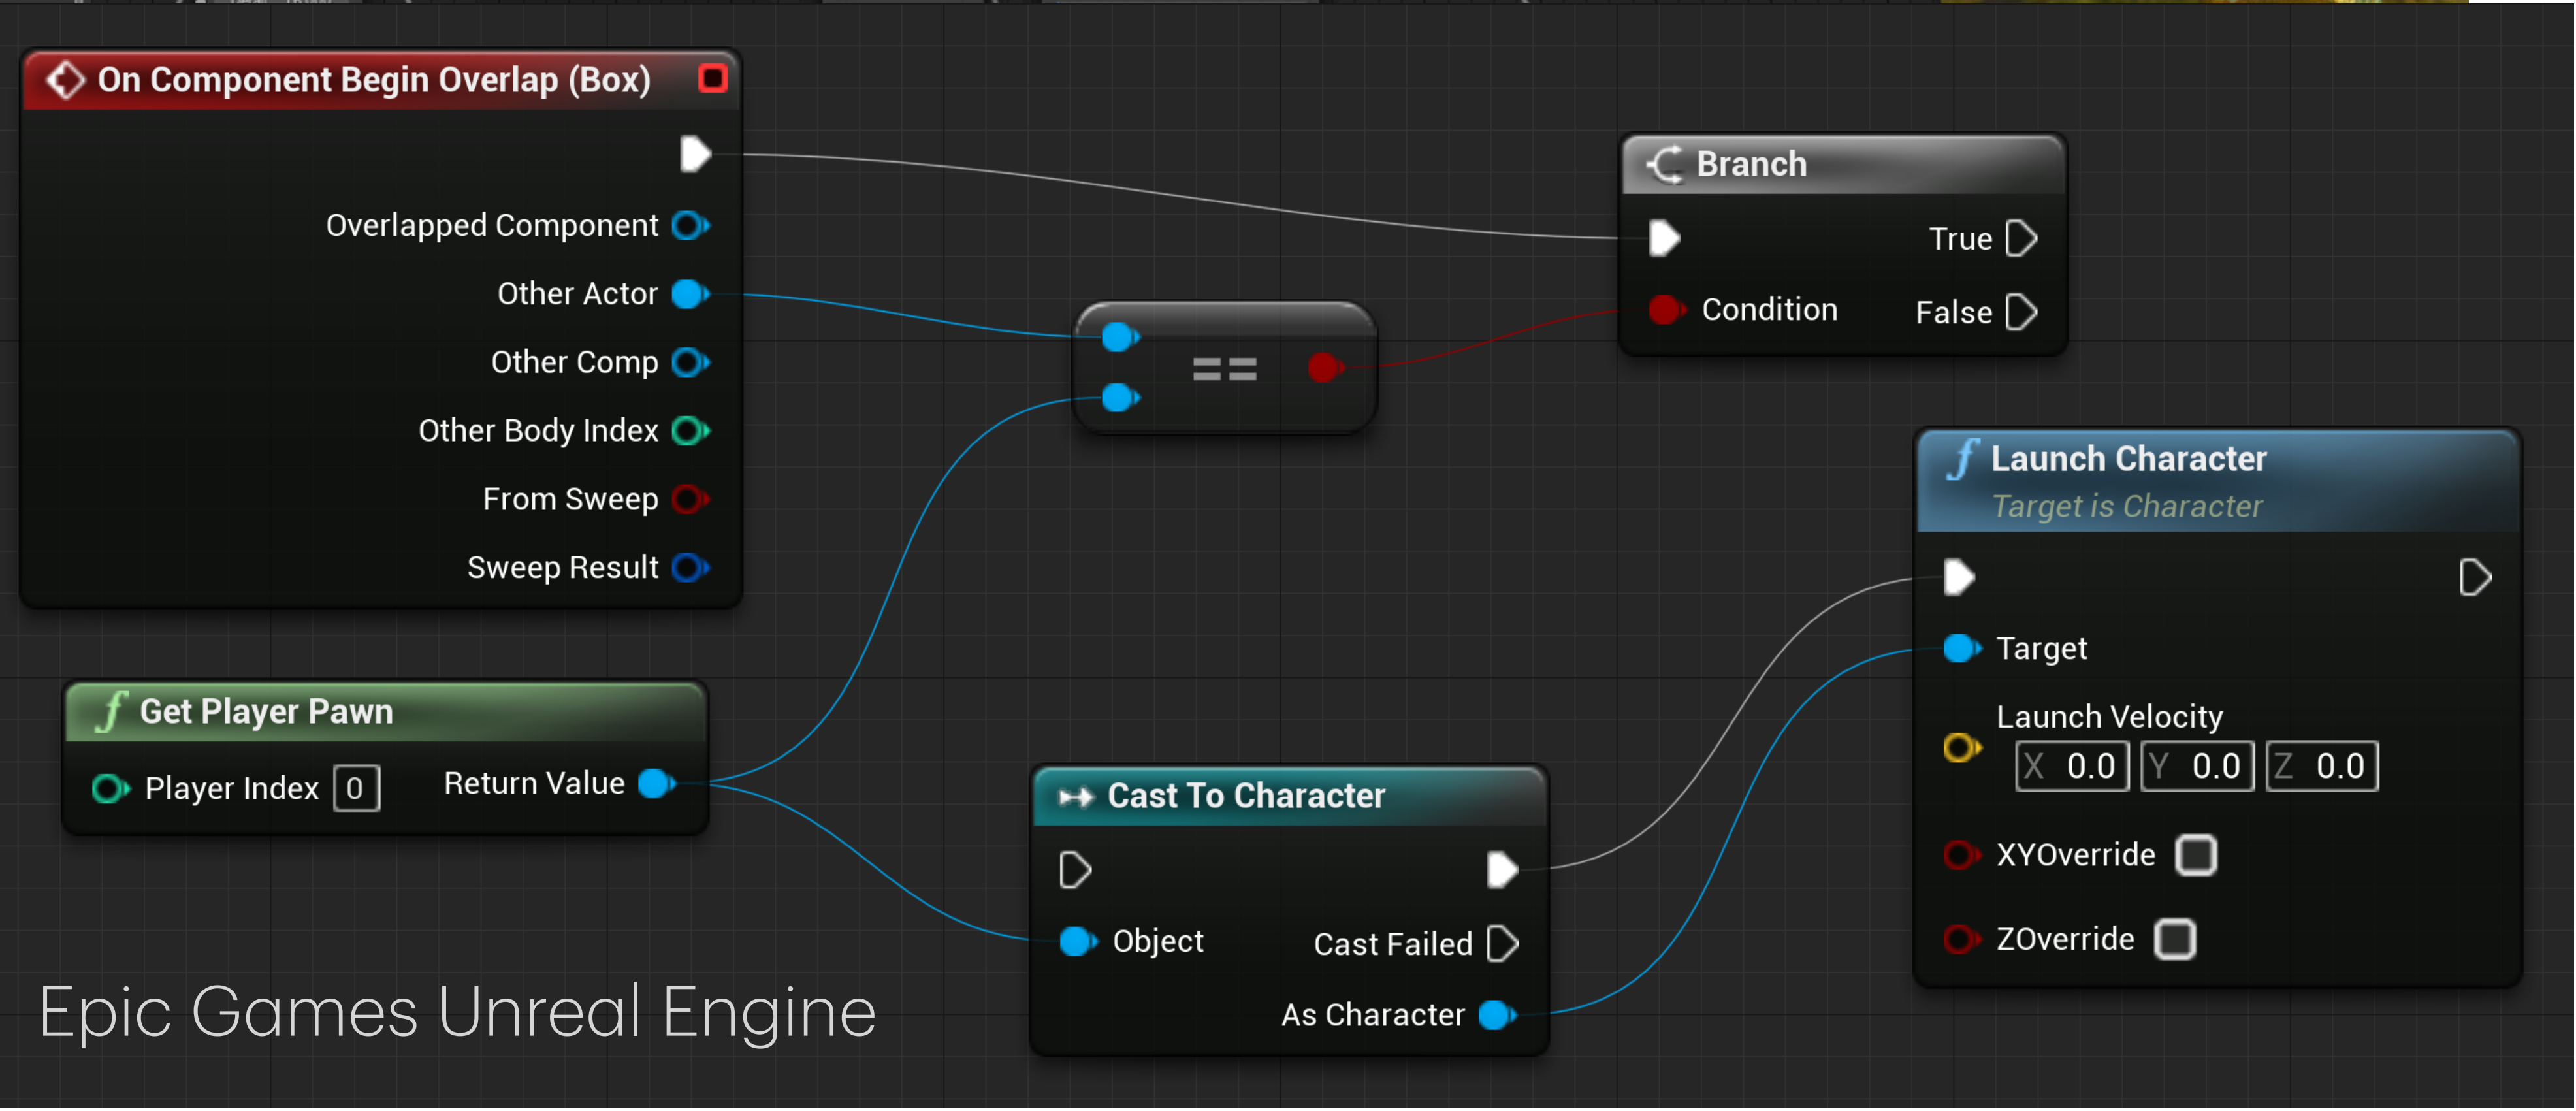 On Component Begin Overlap (Box)
Overlapped Component
Other Actor
Other Comp
Other Body Index
From Sweep
Sweep Result
Branch
True
Condition
False
==
Launch Character
Target is Character
Target
Launch Velocity
X 0.0 Y 0.0 Z 0.0
XYOverride
ZOverride
Get Player Pawn
Player Index 0 Return Value
Cast To Character
Object
Cast Failed
As Character
Epic Games Unreal Engine